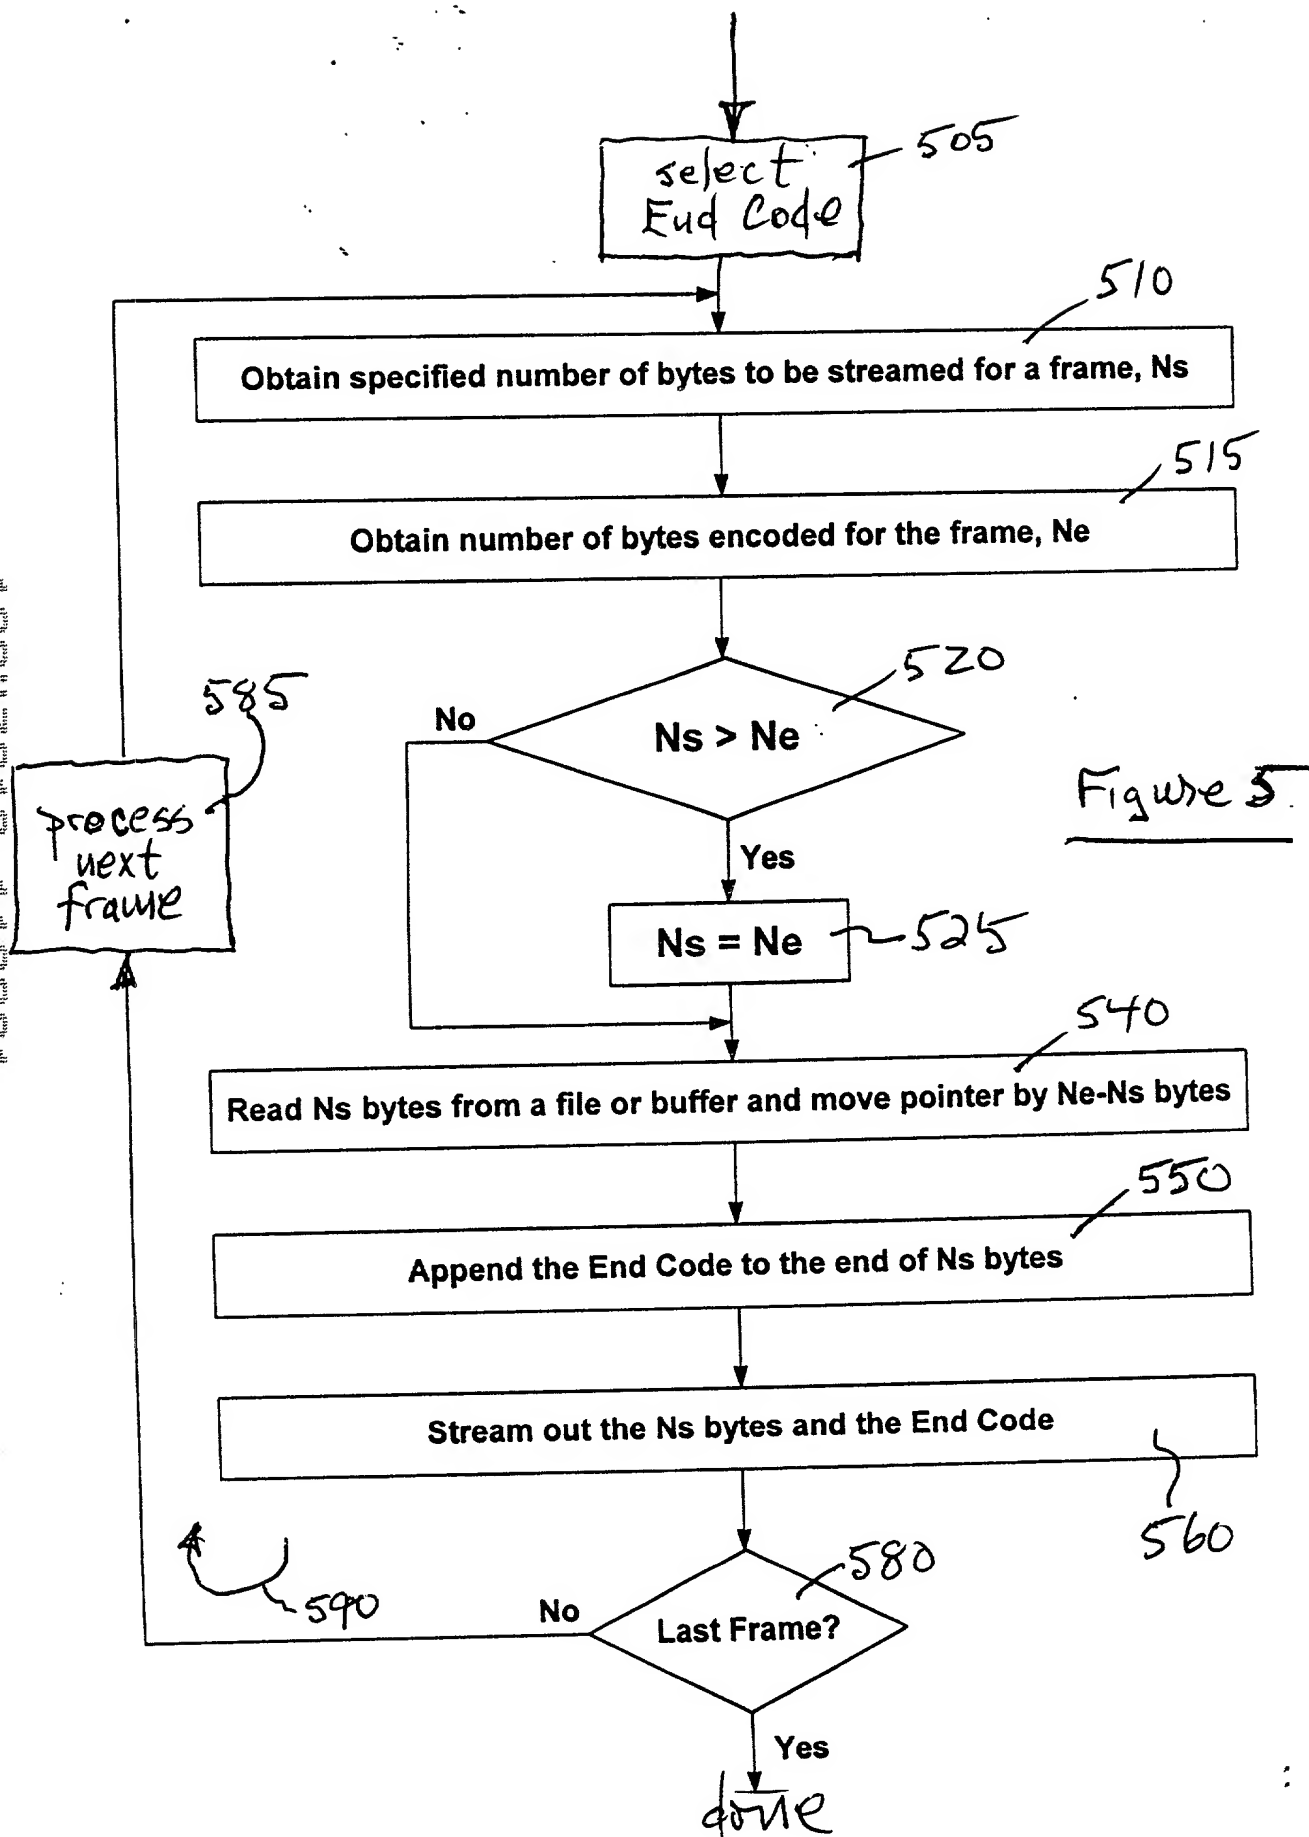 505
select
End Code
510
Obtain specified number of bytes to be streamed for a frame, Ns
515
Obtain number of bytes encoded for the frame, Ne
520
No
Ns > Ne
585
process
next
frame
Figure 5
Yes
Ns = Ne
525
540
Read Ns bytes from a file or buffer and move pointer by Ne-Ns bytes
550
Append the End Code to the end of Ns bytes
Stream out the Ns bytes and the End Code
560
580
590
No
Last Frame?
Yes
done